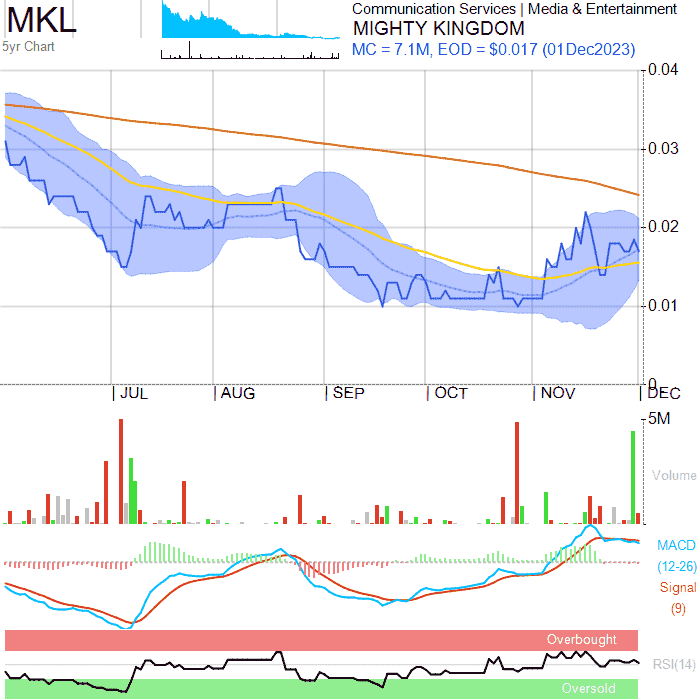 MKL
5yr Chart
Communication Services | Media & Entertainment
MIGHTY KINGDOM
MC = 7.1M, EOD = $0.017 (01Dec2023)
0.04
0.03
0.02
0.01
0
JUL AUG SEP OCT NOV DEC
5M
Volume
MACD
(12-26)
Signal
(9)
Overbought
RSI(14)
Oversold